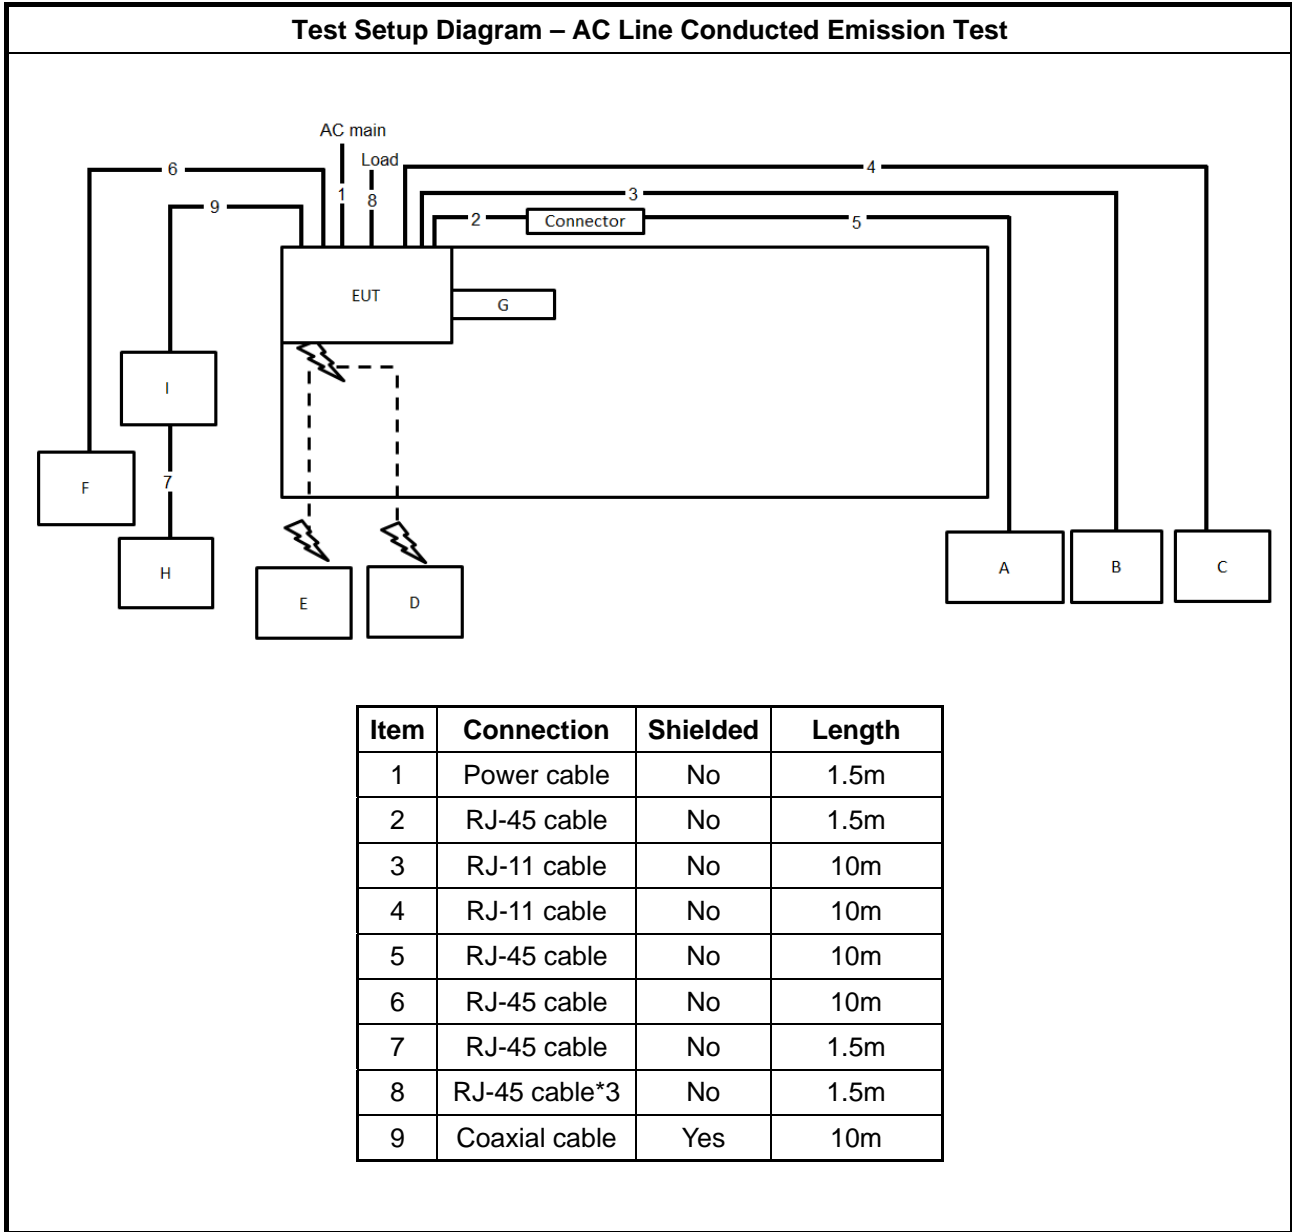 Test Setup Diagram – AC Line Conducted Emission Test
AC main
Load
6
4
1
8
3
9
2
Connector
5
EUT
G
I
F
7
H
E
D
A
B
C
Item Connection Shielded Length
1 Power cable No 1.5m
2 RJ-45 cable No 1.5m
3 RJ-11 cable No 10m
4 RJ-11 cable No 10m
5 RJ-45 cable No 10m
6 RJ-45 cable No 10m
7 RJ-45 cable No 1.5m
8 RJ-45 cable*3 No 1.5m
9 Coaxial cable Yes 10m